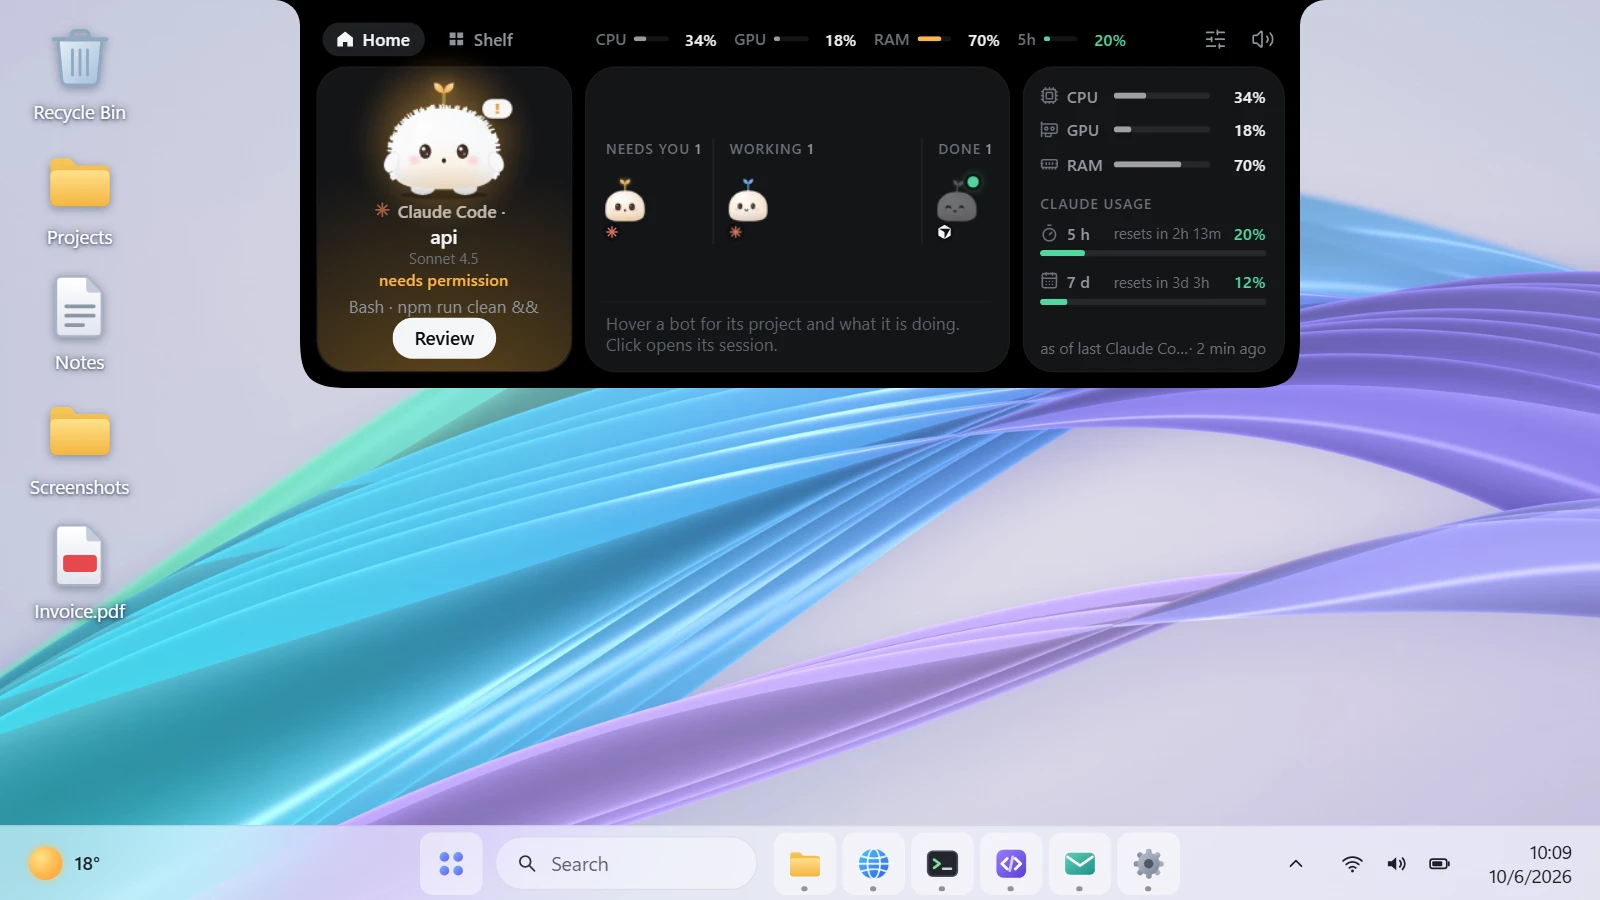 Home
Shelf
CPU 34% GPU 18% RAM 70% 5h 20%
Claude Code ·
api
Sonnet 4.5
needs permission
Bash · npm run clean &&
Review
NEEDS YOU 1
WORKING 1
DONE 1
Hover a bot for its project and what it is doing.
Click opens its session.
CPU 34%
GPU 18%
RAM 70%
CLAUDE USAGE
5 h resets in 2h 13m 20%
7 d resets in 3d 3h 12%
as of last Claude Co...· 2 min ago
Recycle Bin
Projects
Notes
Screenshots
Invoice.pdf
18°
Search
10:09
10/6/2026